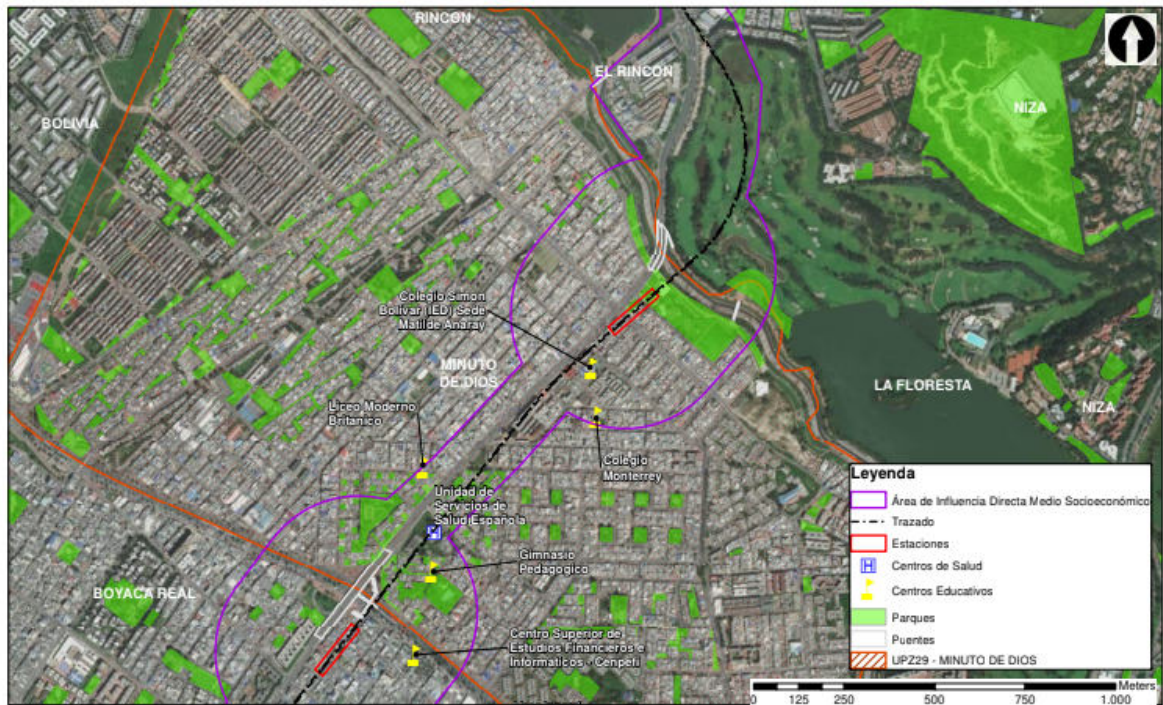 RINCON
EL RINCON
BOLIVIA
NIZA
Colegio Simon
Bolivar (IED) Sede
Matilde Anaray
MINUTO
DE DIOS
LA FLORESTA
NIZA
Liceo Moderno
Britanico
Colegio
Monterrey
Unidad de
Servicios de
Salud Española
Gimnasio
Pedagogico
BOYACA REAL
Centro Superior de
Estudios Financieros e
Informaticos - Cenpefi
Leyenda
Área de Influencia Directa Medio Socioeconómico
Trazado
Estaciones
H
Centros de Salud
Centros Educativos
Parques
Puentes
UPZ29 - MINUTO DE DIOS
Meters
0 125 250 500 750 1.000